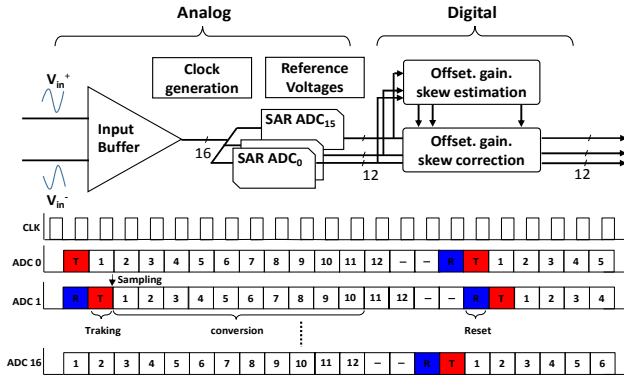 Analog Digital
Clock generation
Reference Voltages
Offset. gain. skew estimation
Vin+
Input Buffer
16
SAR ADC15
SAR ADC0
12
Offset. gain. skew correction
12
Vin-
CLK
ADC 0 T 1 2 3 4 5 6 7 8 9 10 11 12 – – R T 1 2 3 4 5
Sampling
ADC 1 R T 1 2 3 4 5 6 7 8 9 10 11 12 – – R T 1 2 3 4
Traking conversion Reset
ADC 16 1 2 3 4 5 6 7 8 9 10 11 12 – – R T 1 2 3 4 5 6